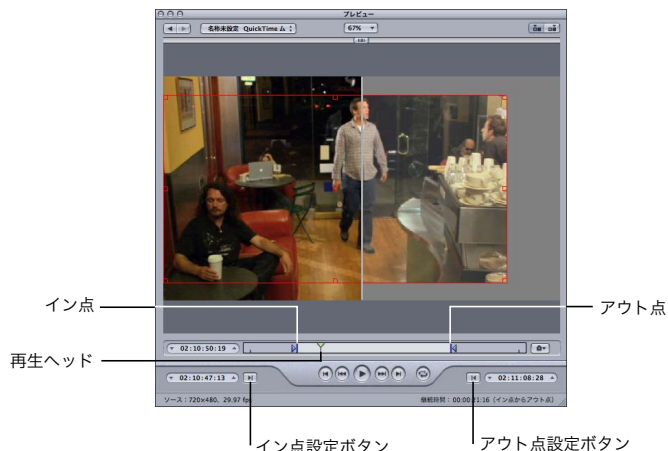 プレビュー
名称未設定 QuickTime ム
67%
02:10:50:19
02:10:47:13
02:11:08:28
ソース：720×480、29.97 fps
継続時間：00:00:21:16（イン点からアウト点）
イン点
アウト点
再生ヘッド
イン点設定ボタン
アウト点設定ボタン